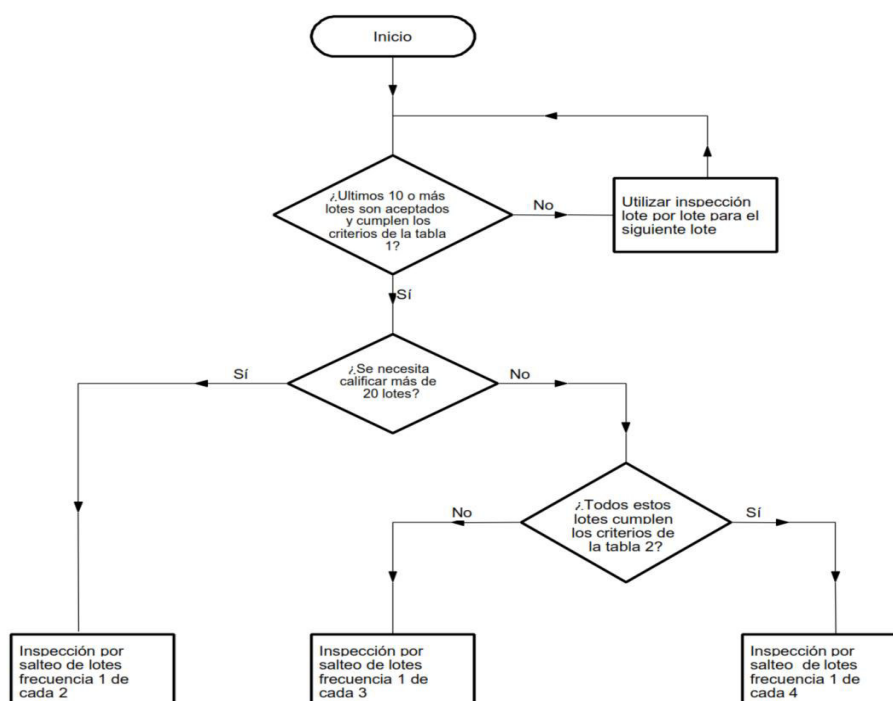 Inicio
¿Ultimos 10 o más
lotes son aceptados
y cumplen los
criterios de la tabla
1?
No
Utilizar inspección
lote por lote para el
siguiente lote
Sí
¿Se necesita
calificar más de
20 lotes?
Sí
No
¿Todos estos
lotes cumplen
los criterios de
la tabla 2?
No
Sí
Inspección por
salteo de lotes
frecuencia 1 de
cada 2
Inspección por
salteo de lotes
frecuencia 1 de
cada 3
Inspección por
salteo de lotes
frecuencia 1 de
cada 4